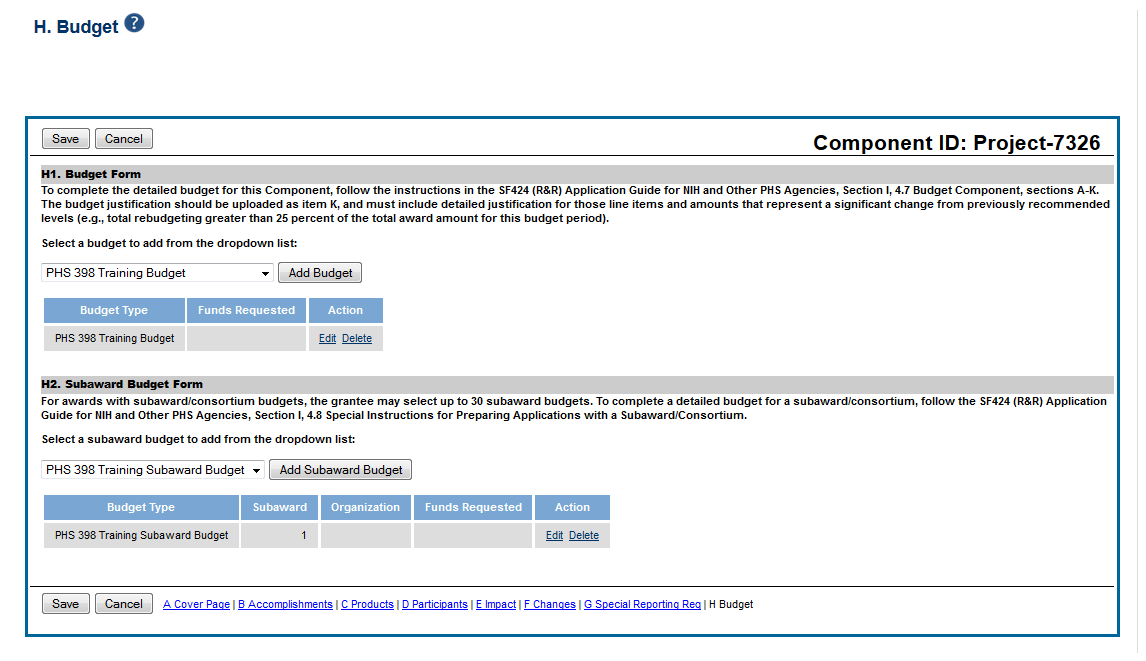 H. Budget ?
Save Cancel
Component ID: Project-7326
H1. Budget Form
To complete the detailed budget for this Component, follow the instructions in the SF424 (R&R) Application Guide for NIH and Other PHS Agencies, Section I, 4.7 Budget Component, sections A-K.
The budget justification should be uploaded as item K, and must include detailed justification for those line items and amounts that represent a significant change from previously recommended
levels (e.g., total rebudgeting greater than 25 percent of the total award amount for this budget period).
Select a budget to add from the dropdown list:
PHS 398 Training Budget Add Budget
Budget Type Funds Requested Action
PHS 398 Training Budget Edit Delete
H2. Subaward Budget Form
For awards with subaward/consortium budgets, the grantee may select up to 30 subaward budgets. To complete a detailed budget for a subaward/consortium, follow the SF424 (R&R) Application
Guide for NIH and Other PHS Agencies, Section I, 4.8 Special Instructions for Preparing Applications with a Subaward/Consortium.
Select a subaward budget to add from the dropdown list:
PHS 398 Training Subaward Budget Add Subaward Budget
Budget Type Subaward Organization Funds Requested Action
PHS 398 Training Subaward Budget 1 Edit Delete
Save Cancel A Cover Page | B Accomplishments | C Products | D Participants | E Impact | F Changes | G Special Reporting Req | H Budget